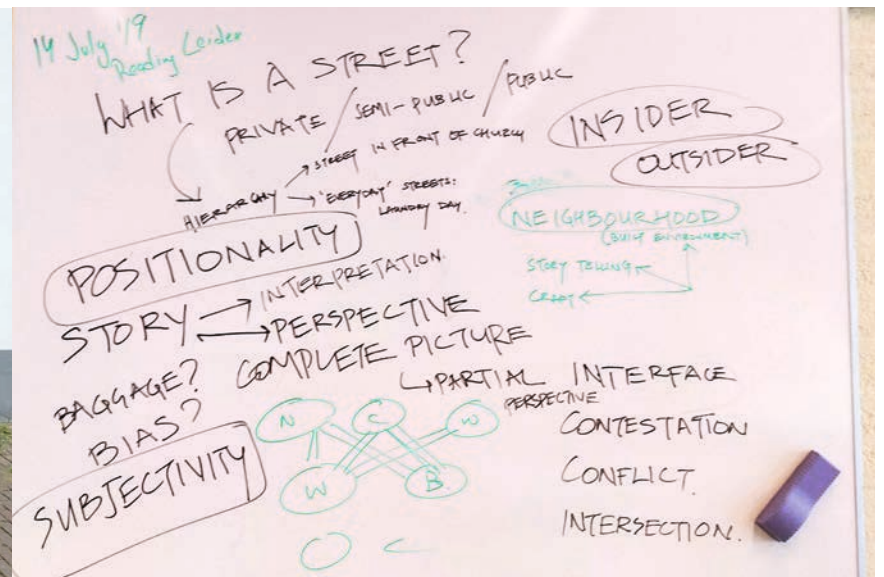 14 July '19
Reading Leiden
WHAT IS A STREET?
PRIVATE / SEMI-PUBLIC / PUBLIC
HIERARCHY
STREET IN FRONT OF CHURCH
"EVERYDAY" STREETS:
LAUNDRY DAY.
INSIDER
OUTSIDER
NEIGHBOURHOOD
(BUILT ENVIRONMENT)
STORY TELLING
CRAFT
POSITIONALITY
STORY
INTERPRETATION.
PERSPECTIVE
BAGGAGE?
BIAS?
COMPLETE PICTURE
PARTIAL
PERSPECTIVE
SUBJECTIVITY
N C W
W B
INTERFACE
CONTESTATION
CONFLICT.
INTERSECTION.